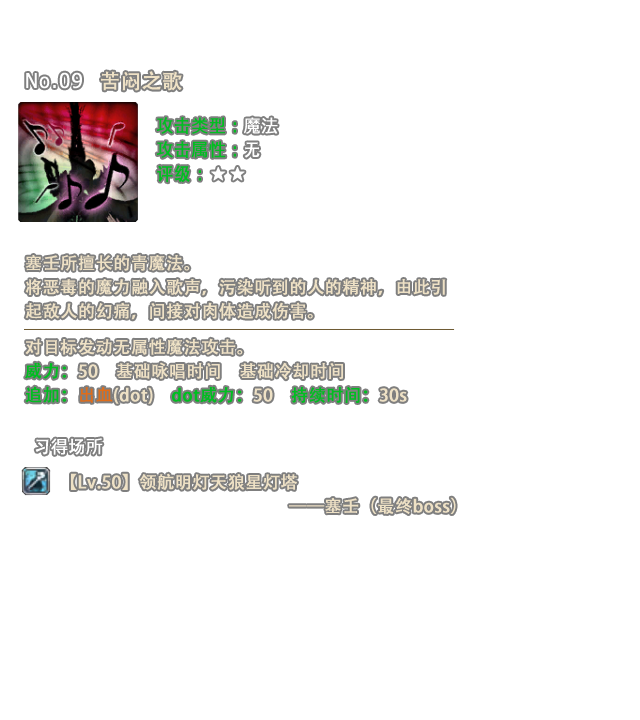 No.09 苦闷之歌
攻击类型：魔法
攻击属性：无
评级：★★
塞壬所擅长的青魔法。
将恶毒的魔力融入歌声，污染听到的人的精神，由此引
起敌人的幻痛，间接对肉体造成伤害。
对目标发动无属性魔法攻击。
威力：50 基础咏唱时间 基础冷却时间
追加：出血(dot) dot威力：50 持续时间：30s
习得场所
【Lv.50】领航明灯天狼星灯塔
——塞壬（最终boss）